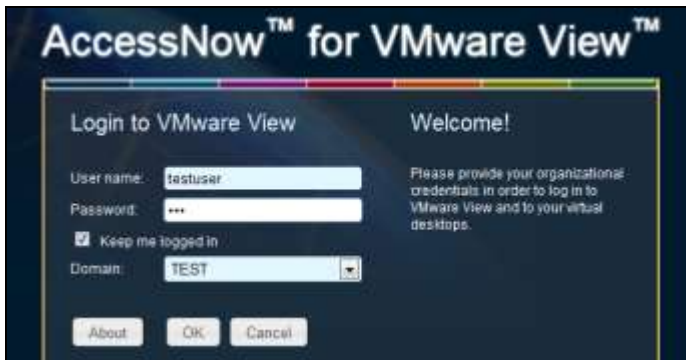 AccessNow™ for VMware View™
Login to VMware View
User name: testuser
Password: •••
Keep me logged in
Domain: TEST
About OK Cancel
Welcome!
Please provide your organizational
credentials in order to log in to
VMware View and to your virtual
desktops.